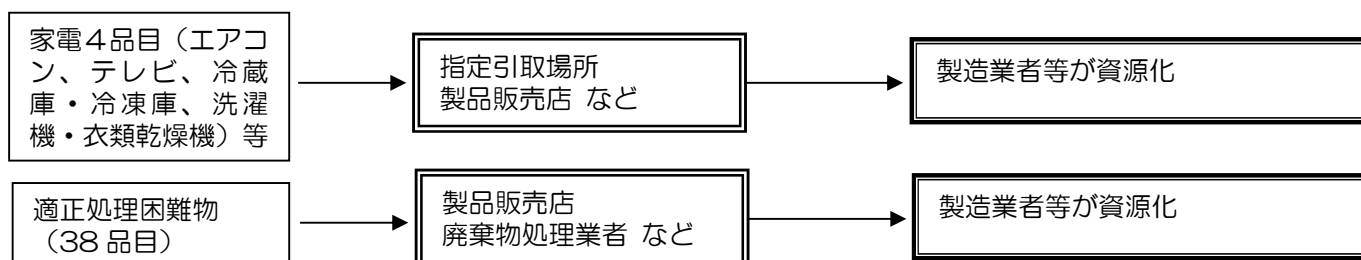 家電４品目（エアコ
ン、テレビ、冷蔵
庫・冷凍庫、洗濯
機・衣類乾燥機）等
指定引取場所
製品販売店 など
製造業者等が資源化
適正処理困難物
（38 品目）
製品販売店
廃棄物処理業者 など
製造業者等が資源化